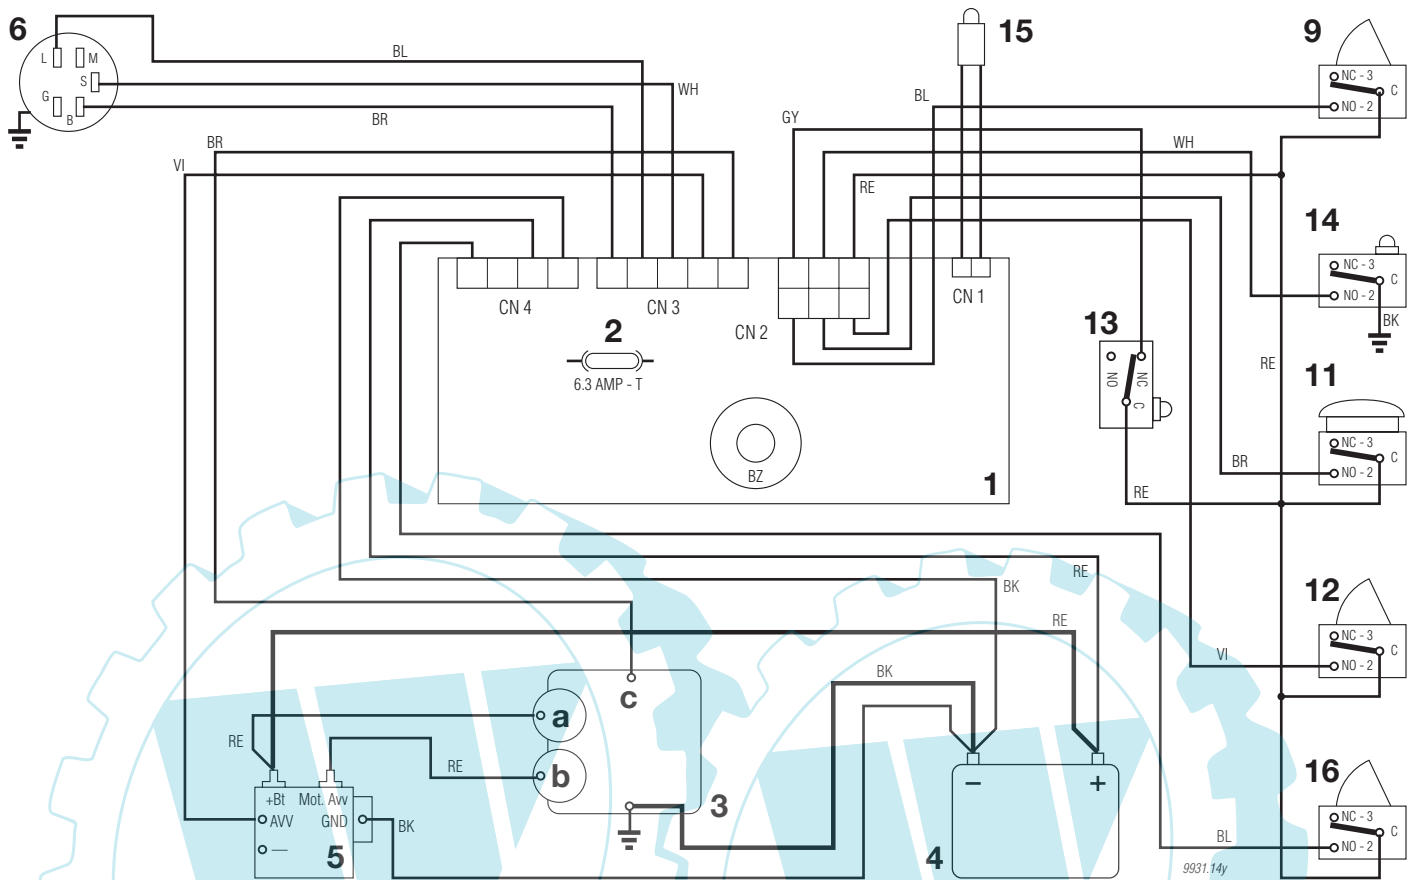 6
15
9
L
M
BL
NC - 3
S
WH
C
G
BL
NO - 2
B
BR
GY
BR
WH
VI
RE
14
NC - 3
C
CN 4
CN 3
CN 1
NO - 2
CN 2
13
BK
2
6.3 AMP - T
NO
NC
RE
11
C
NC - 3
C
BR
NO - 2
BZ
1
RE
RE
BK
12
RE
NC - 3
C
VI
NO - 2
BK
c
a
RE
b
RE
16
−
+
+Bt
Mot. Avv
3
NC - 3
AVV
GND
BK
C
BL
NO - 2
5
4
9931.14y